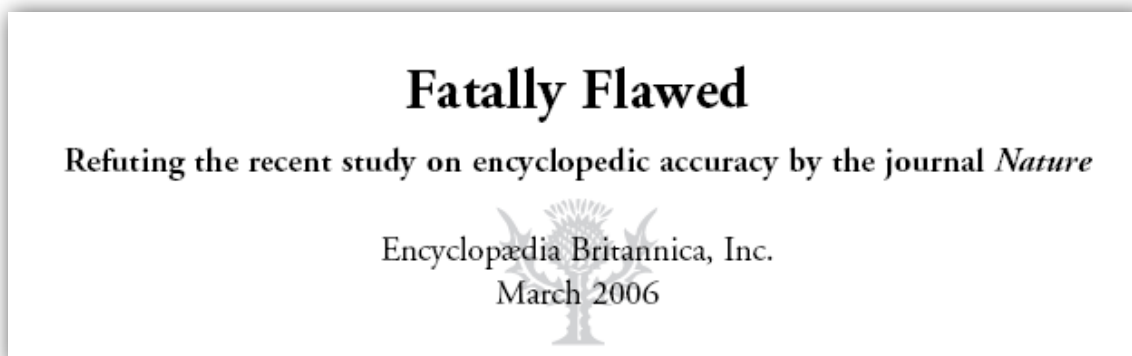 Fatally Flawed
Refuting the recent study on encyclopedic accuracy by the journal Nature
Encyclopædia Britannica, Inc.
March 2006